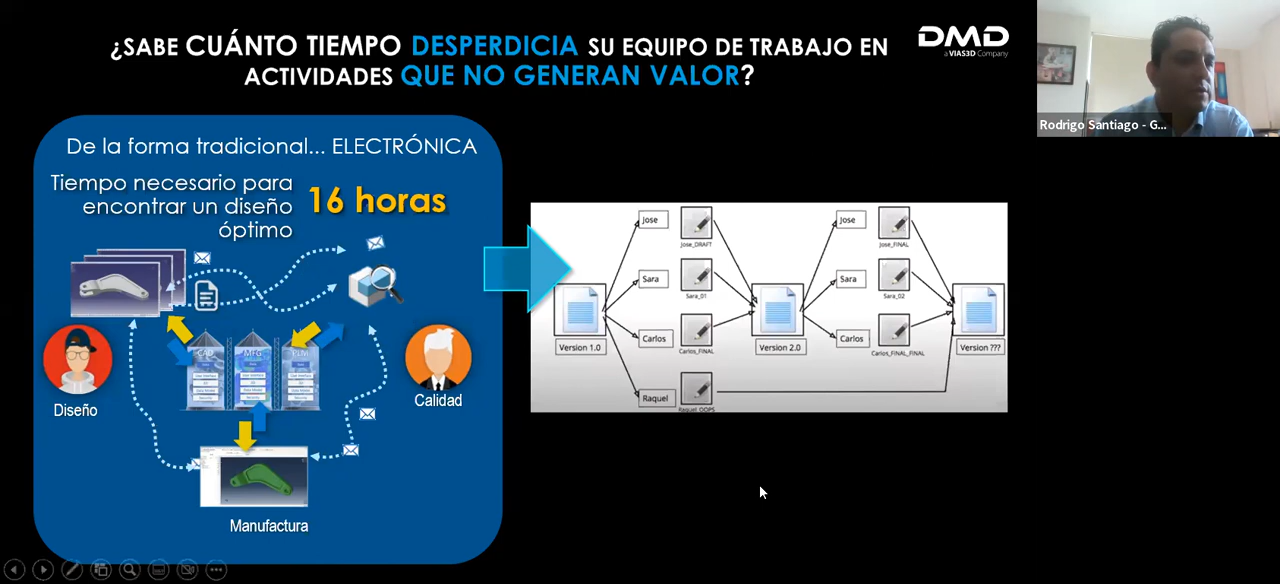 ¿SABE CUÁNTO TIEMPO DESPERDICIA SU EQUIPO DE TRABAJO EN
ACTIVIDADES QUE NO GENERAN VALOR?
DMD
a VIAS3D Company
Rodrigo Santiago - G...
De la forma tradicional... ELECTRÓNICA
Tiempo necesario para
encontrar un diseño
óptimo
16 horas
CAD
MFG
PLM
Diseño
Calidad
Manufactura
Jose
Jose_DRAFT
Sara
Sara_01
Carlos
Carlos_FINAL
Raquel
Raquel_OOPS
Version 1.0
Version 2.0
Jose
Jose_FINAL
Sara
Sara_02
Carlos
Carlos_FINAL_FINAL
Version ???